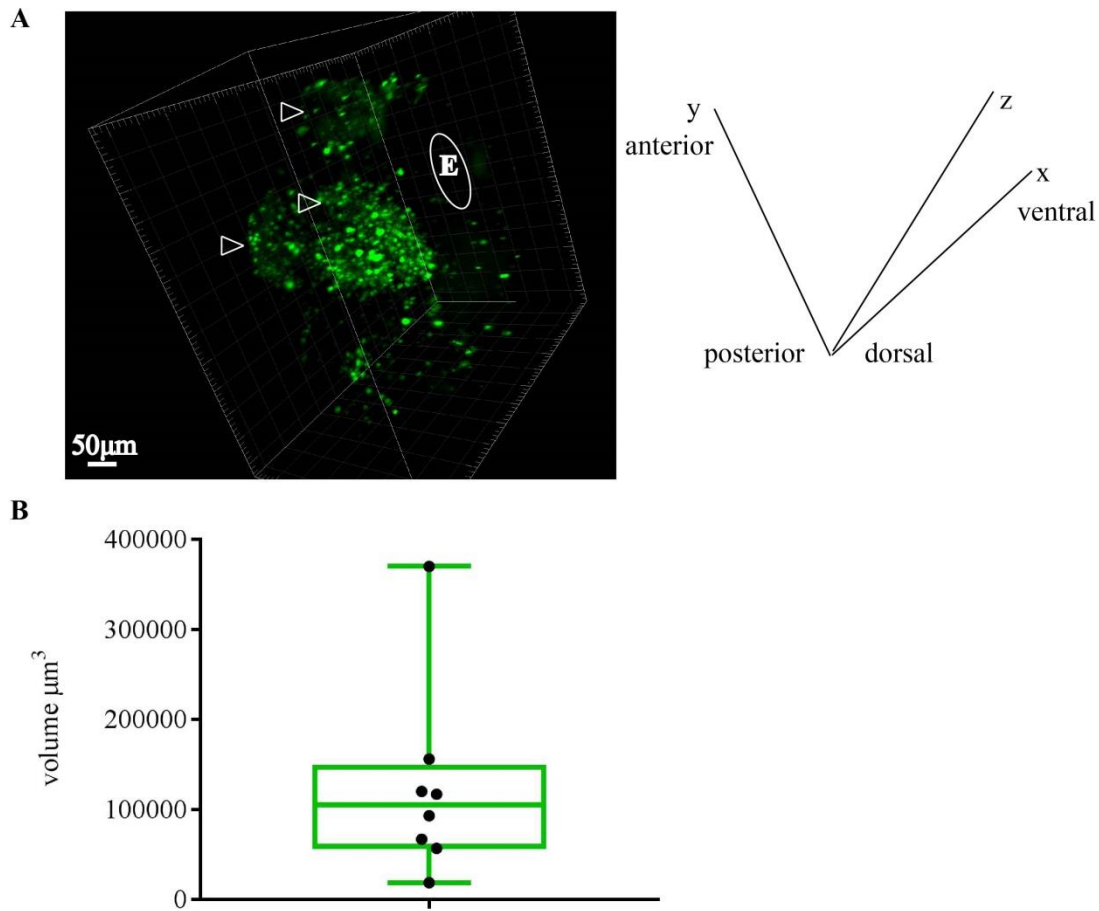 A
E
50μm
y
anterior
z
x
ventral
posterior
dorsal
B
400000
300000
200000
100000
0
volume μm³